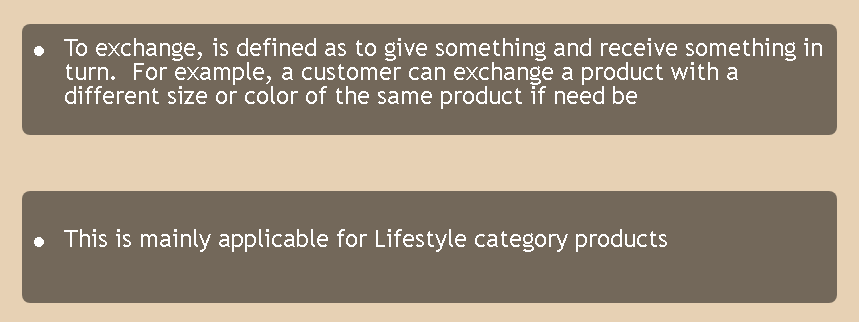 • To exchange, is defined as to give something and receive something in
turn.  For example, a customer can exchange a product with a
different size or color of the same product if need be
• This is mainly applicable for Lifestyle category products